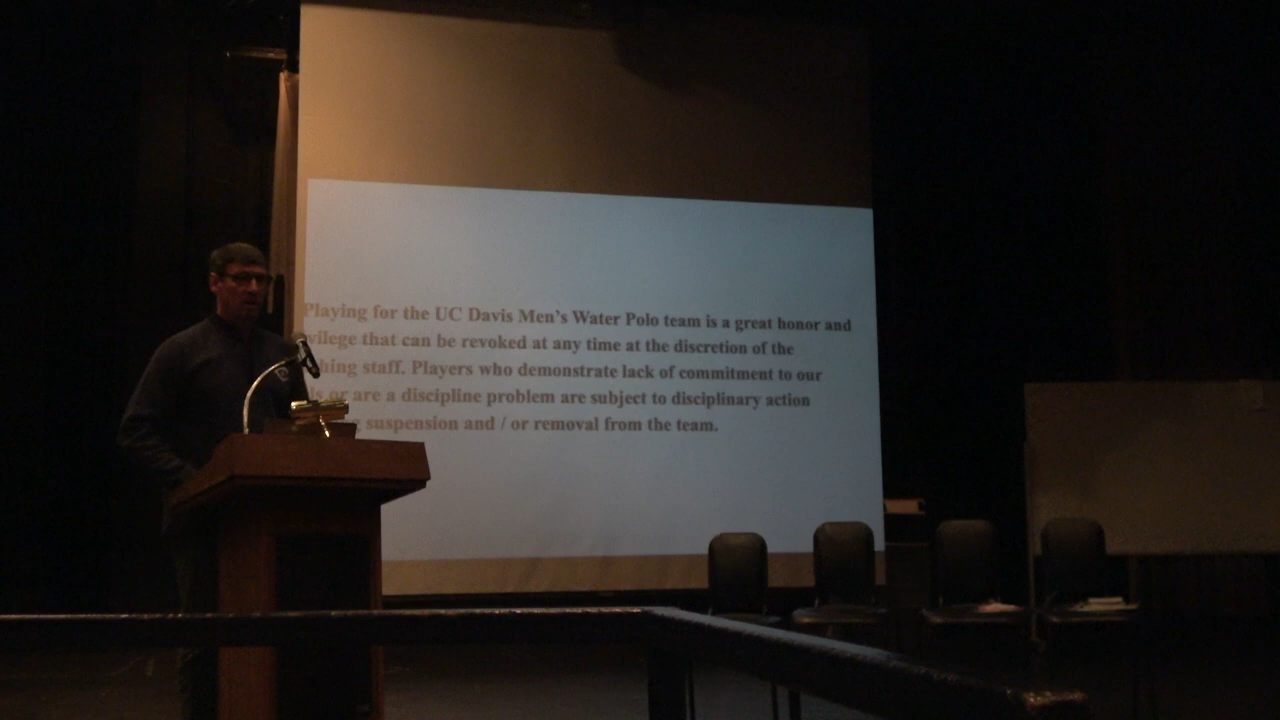 Playing for the UC Davis Men's Water Polo team is a great honor and
vilege that can be revoked at any time at the discretion of the
hing staff. Players who demonstrate lack of commitment to our
ls or are a discipline problem are subject to disciplinary action
suspension and / or removal from the team.